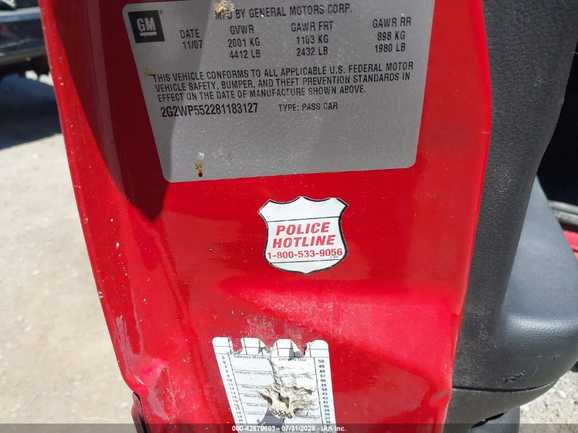 GM
MFD BY GENERAL MOTORS CORP.
DATE GVWR GAWR FRT GAWR RR
11/07 2001 KG 1103 KG 898 KG
4412 LB 2432 LB 1980 LB
THIS VEHICLE CONFORMS TO ALL APPLICABLE U.S. FEDERAL MOTOR
VEHICLE SAFETY, BUMPER, AND THEFT PREVENTION STANDARDS IN
EFFECT ON THE DATE OF MANUFACTURE SHOWN ABOVE.
2G2WP552281183127 TYPE: PASS CAR
POLICE
HOTLINE
1-800-533-9056